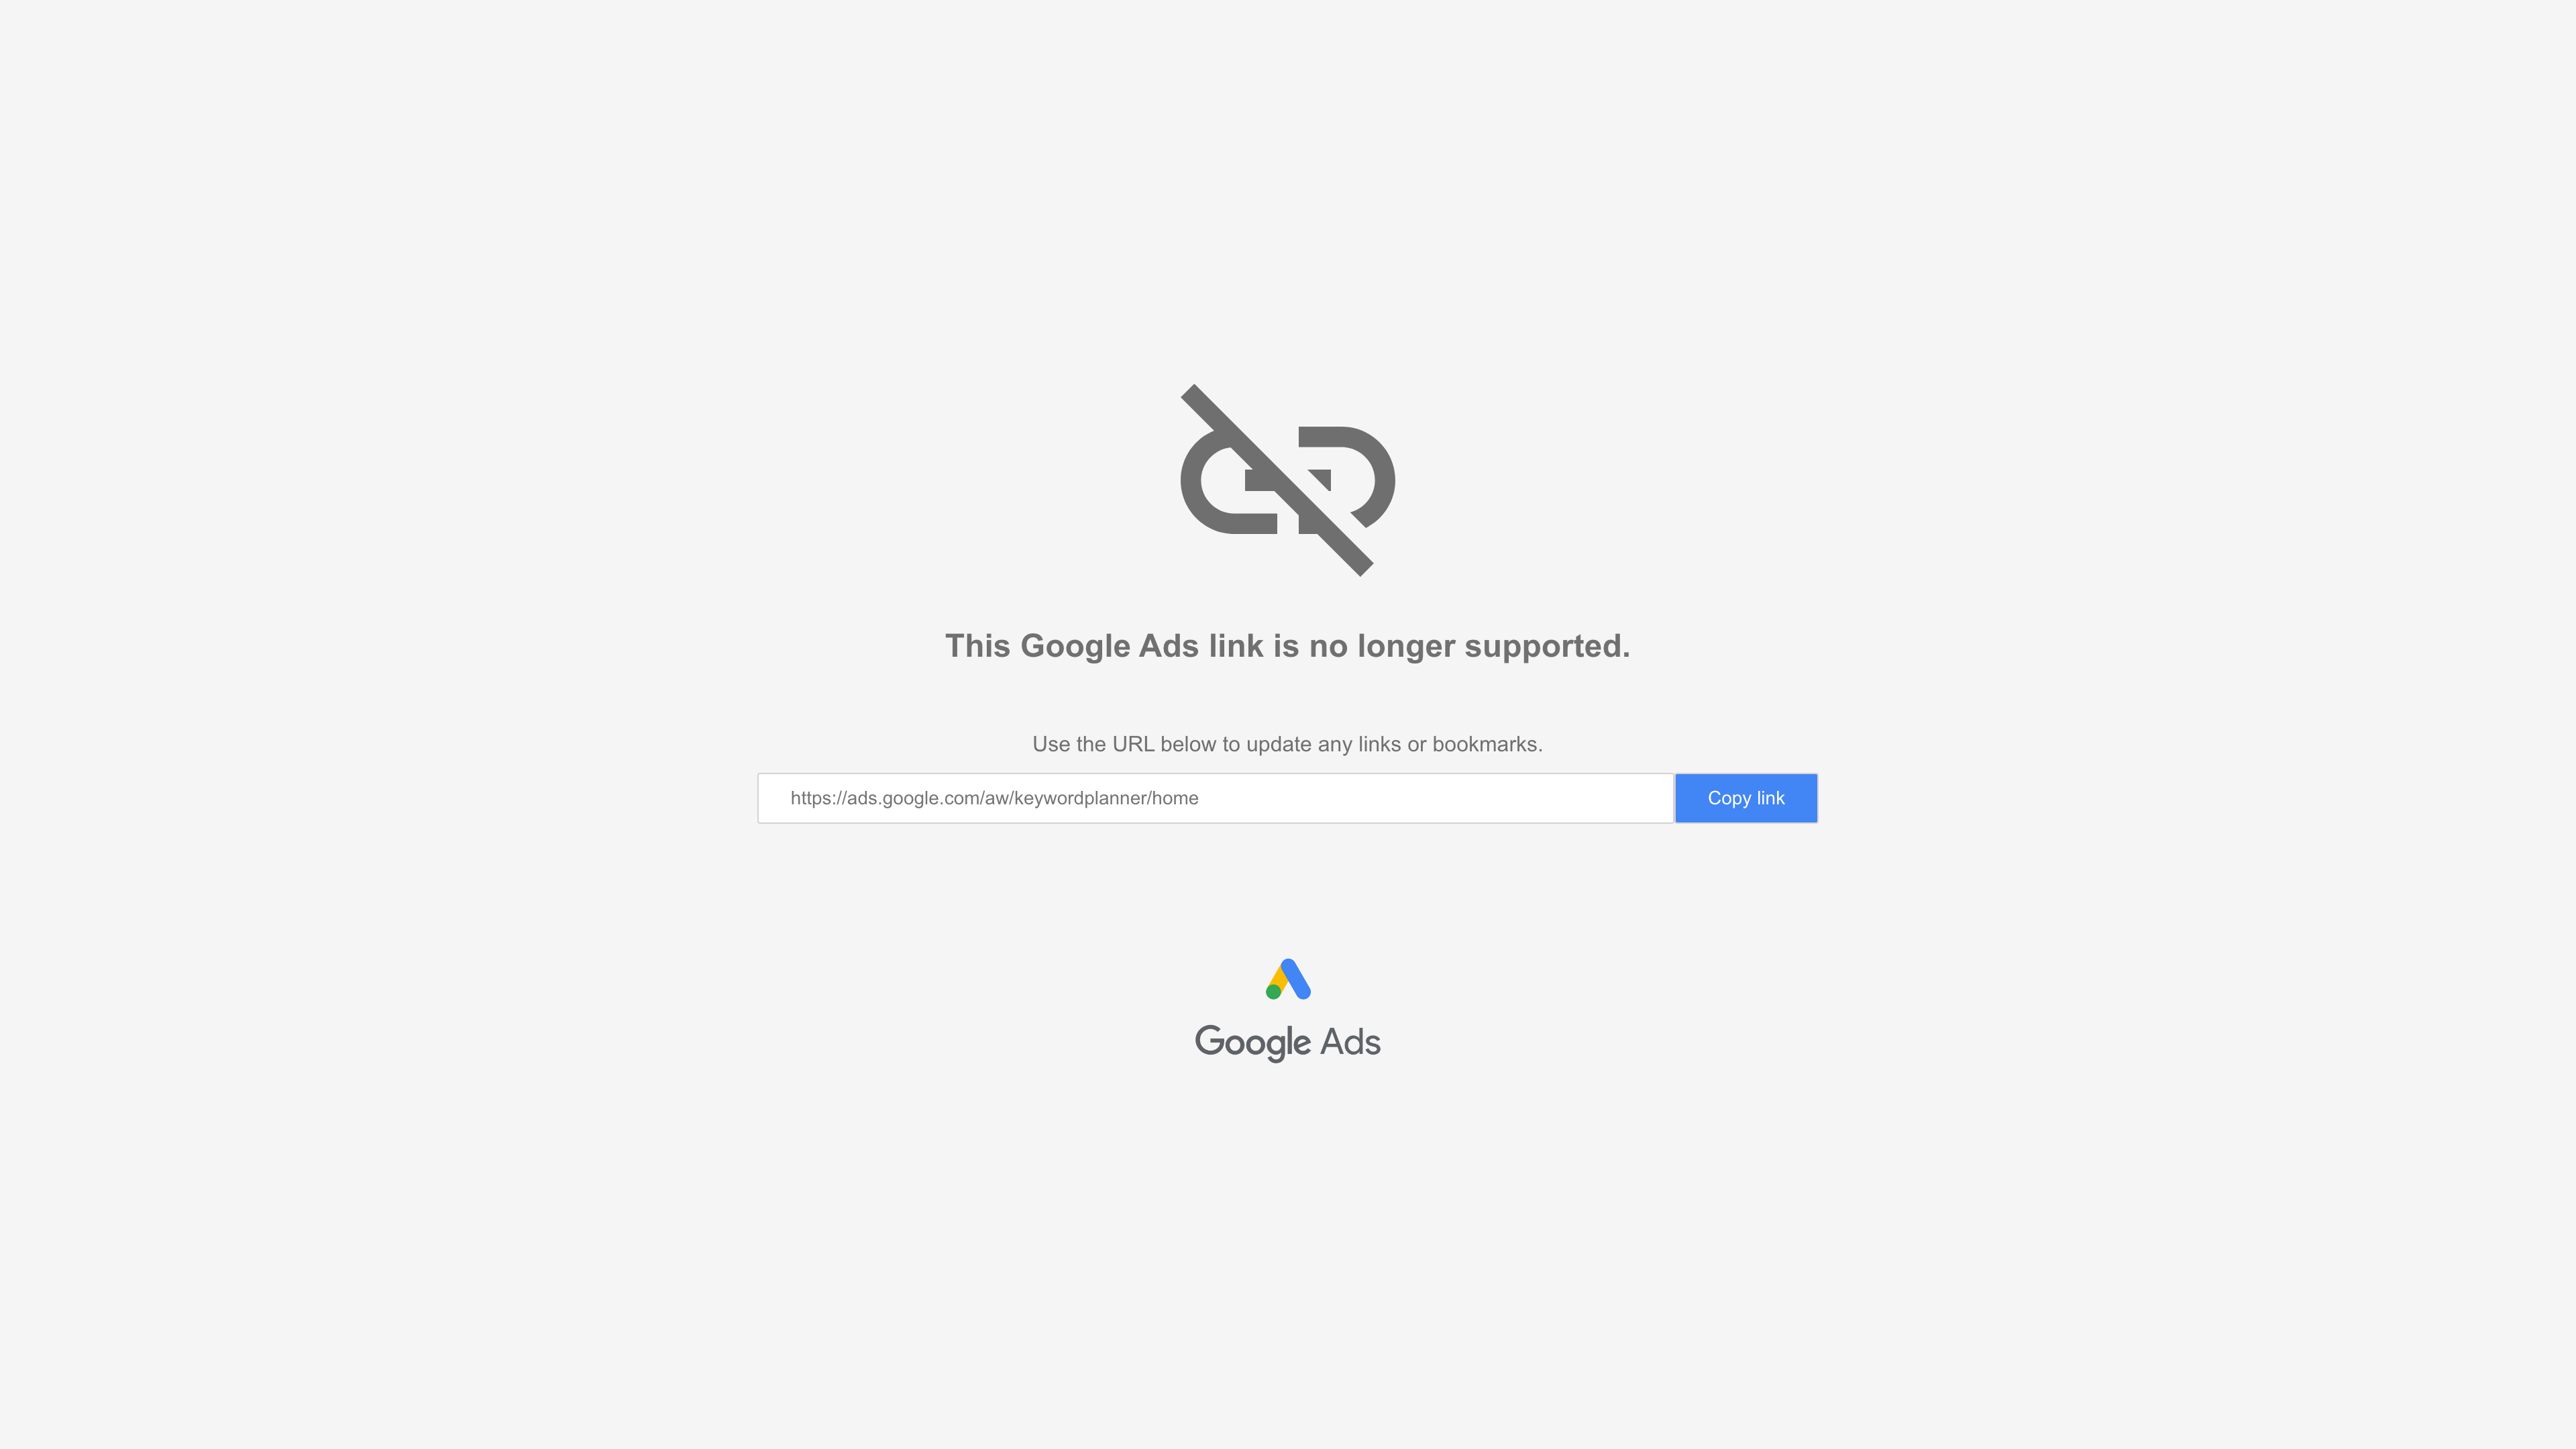 This Google Ads link is no longer supported.
Use the URL below to update any links or bookmarks.
https://ads.google.com/aw/keywordplanner/home
Copy link
Google Ads